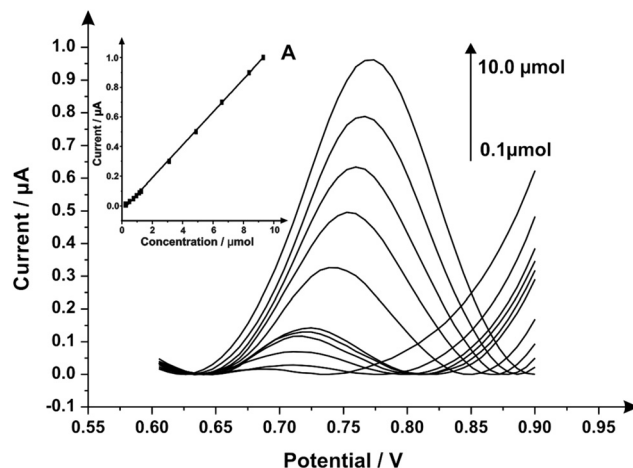 1.0
0.9
0.8
0.7
0.6
0.5
0.4
0.3
0.2
0.1
0.0
-0.1
Current / µA
0.55 0.60 0.65 0.70 0.75 0.80 0.85 0.90 0.95
Potential / V
A
1.0
0.8
0.6
0.4
0.2
0.0
Current / µA
0 2 4 6 8 10
Concentration / µmol
10.0 µmol
0.1µmol